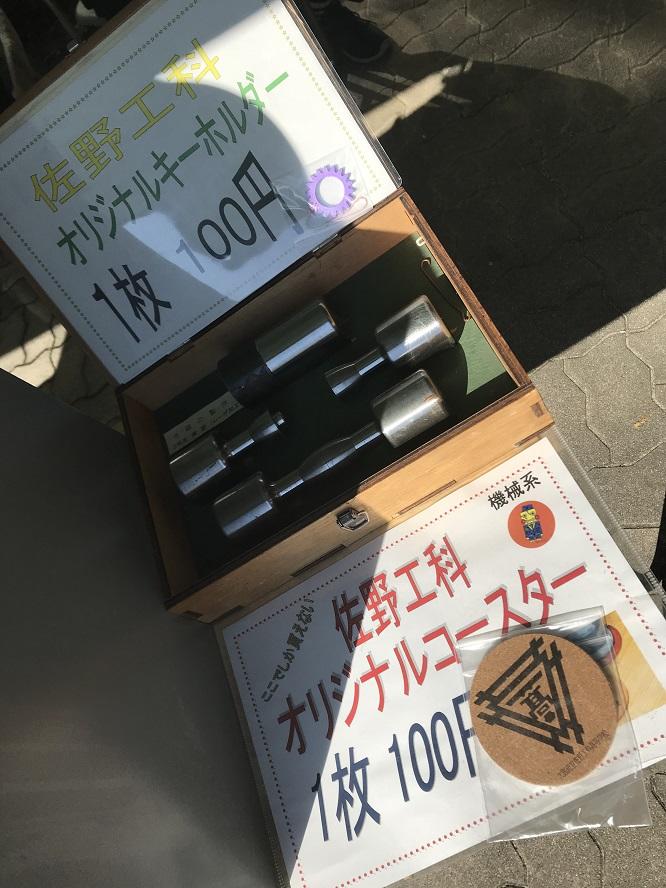 佐野工科
オリジナルキーホルダー
1枚 100円
機械系
ここでしか買えない
佐野工科
オリジナルコースター
1枚 100円
高